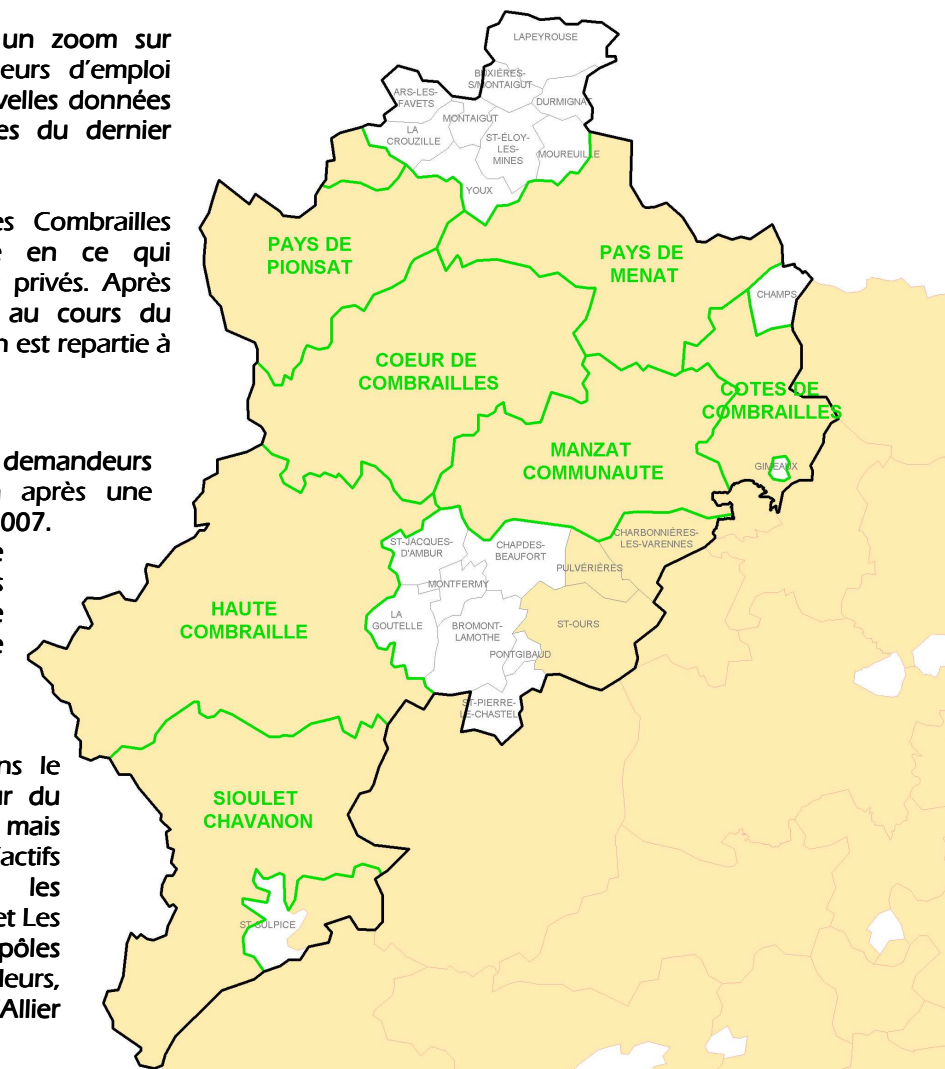 un zoom sur
eurs d'emploi
velles données
es du dernier
es Combrailles
e en ce qui
privés. Après
au cours du
n est repartie à
demandeurs
après une
007.
e
s
e
e
ns le
ur du
mais
'actifs
les
et Les
pôles
leurs,
Allier
LAPEYROUSE
BUXIÈRES-
S/MONTAIGUT
ARS-LES-
FAVETS
DURMIGNAT
MONTAIGUT
LA
CROUZILLE
ST-ÉLOY-
LES-
MINES
MOUREUILLE
YOUX
PAYS DE
PIONSAT
PAYS DE
MENAT
CHAMPS
COEUR DE
COMBRAILLES
COTES DE
COMBRAILLES
MANZAT
COMMUNAUTE
GIMEAUX
ST-JACQUES-
D'AMBUR
CHAPDES-
BEAUFORT
CHARBONNIÈRES-
LES-VARENNES
PULVÉRIÈRES
MONTFERMY
HAUTE
COMBRAILLE
LA
GOUTELLE
BROMONT-
LAMOTHE
ST-OURS
PONTGIBAUD
ST-PIERRE-
LE-CHASTEL
SIOULET
CHAVANON
ST-SULPICE